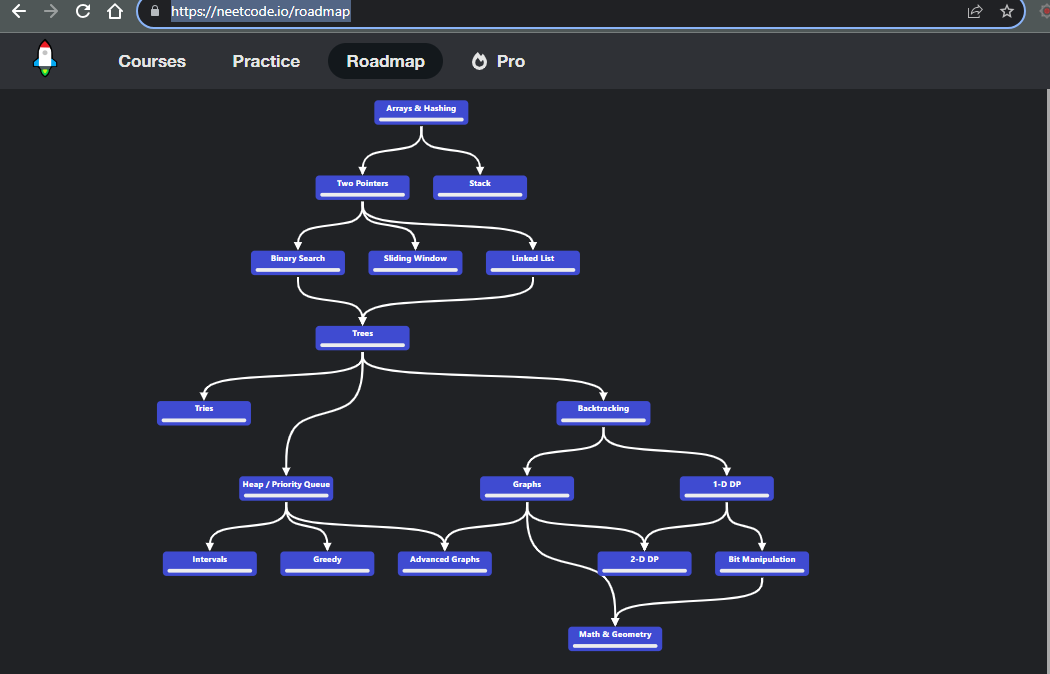 https://neetcode.io/roadmap
Courses Practice Roadmap Pro
Arrays & Hashing
Two Pointers Stack
Binary Search Sliding Window Linked List
Trees
Tries Backtracking
Heap / Priority Queue Graphs 1-D DP
Intervals Greedy Advanced Graphs 2-D DP Bit Manipulation
Math & Geometry